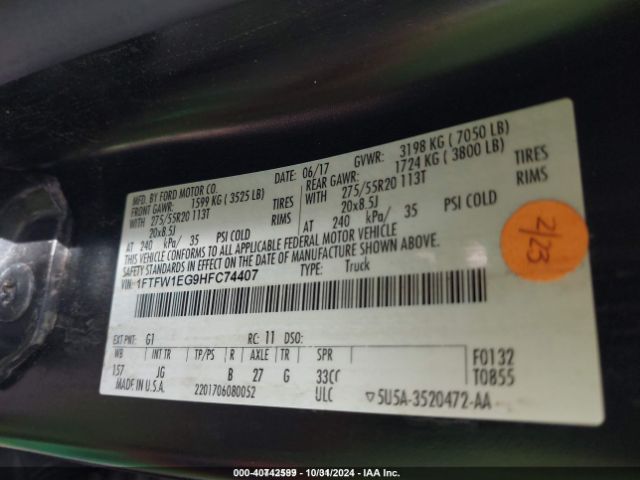 MFD. BY FORD MOTOR CO. DATE: 06/17 GVWR: 3198 KG ( 7050 LB)
FRONT GAWR: 1599 KG ( 3525 LB) REAR GAWR: 1724 KG ( 3800 LB)
WITH 275/55R20 113T TIRES WITH 275/55R20 113T TIRES
20x8.5J RIMS 20x8.5J RIMS
AT 240 kPa/ 35 PSI COLD AT 240 kPa/ 35 PSI COLD
THIS VEHICLE CONFORMS TO ALL APPLICABLE FEDERAL MOTOR VEHICLE
SAFETY STANDARDS IN EFFECT ON THE DATE OF MANUFACTURE SHOWN ABOVE.
VIN: 1FTFW1EG9HFC74407 TYPE: Truck
2/23
EXT PNT: G1 RC: 11 DSO:
WB INT TR TP/PS R AXLE TR SPR F0132
157 JG B 27 G 33CC T0855
MADE IN U.S.A. 220170608D052 ULC ▽5U5A-3520472-AA
000-40742599 • 10/31/2024 • IAA Inc.